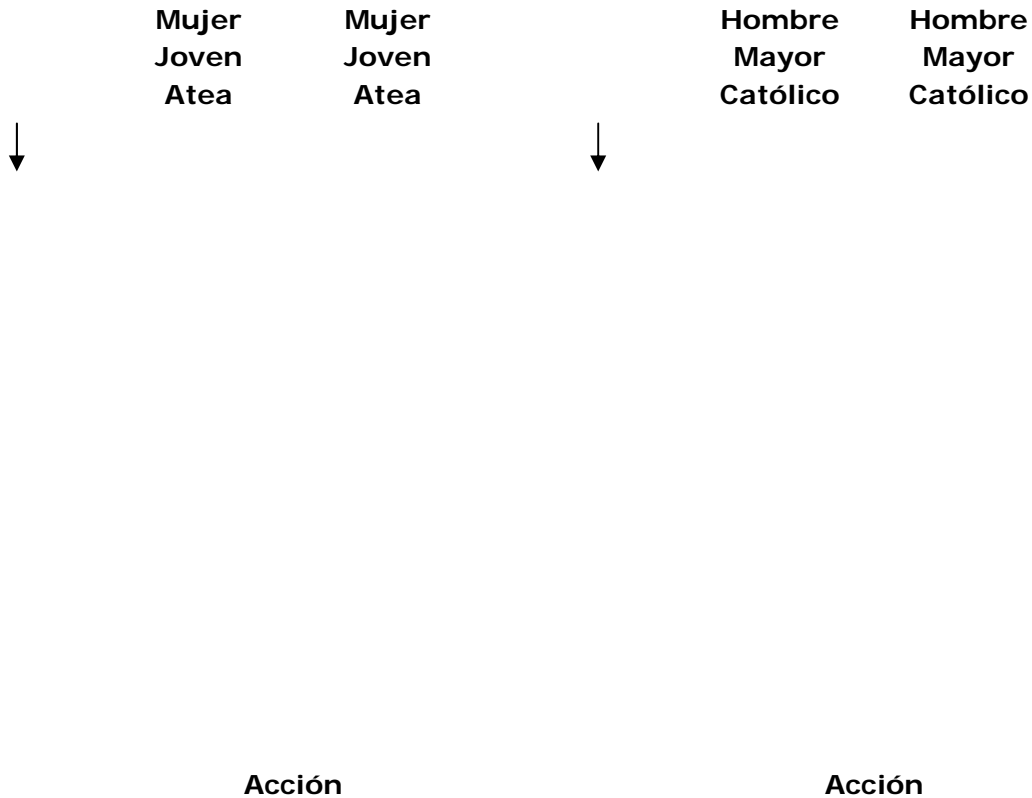 Mujer Mujer Hombre Hombre
Joven Joven Mayor Mayor
Atea Atea Católico Católico
Acción Acción